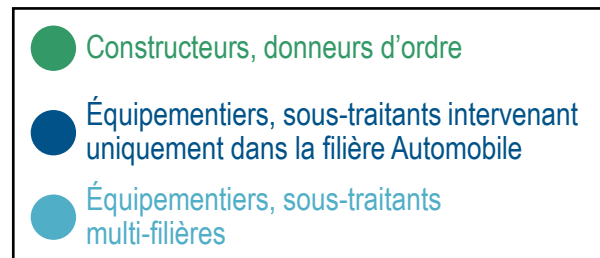 Constructeurs, donneurs d’ordre
Équipementiers, sous-traitants intervenant
uniquement dans la filière Automobile
Équipementiers, sous-traitants
multi-filières